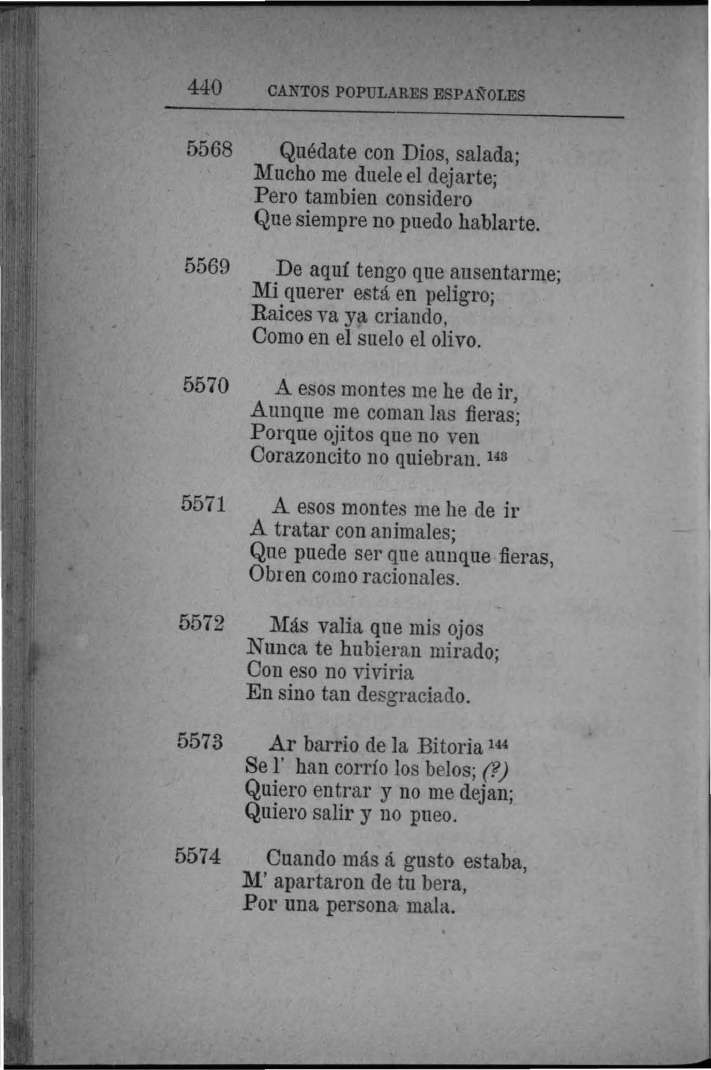 440 CANTOS POPULARES ESPAÑOLES
5568 Quédate con Dios, salada;
Mucho me duele el dejarte;
Pero tambien considero
Que siempre no puedo hablarte.
5569 De aquí tengo que ausentarme;
Mi querer está en peligro;
Raices va ya criando,
Como en el suelo el olivo.
5570 A esos montes me he de ir,
Aunque me coman las fieras;
Porque ojitos que no ven
Corazoncito no quiebran. 143
5571 A esos montes me he de ir
A tratar con animales;
Que puede ser que aunque fieras,
Obren como racionales.
5572 Más valia que mis ojos
Nunca te hubieran mirado;
Con eso no viviria
En sino tan desgraciado.
5573 Ar barrio de la Bitoria 144
Se l' han corrío los belos; (?)
Quiero entrar y no me dejan;
Quiero salir y no pueo.
5574 Cuando más á gusto estaba,
M' apartaron de tu bera,
Por una persona mala.